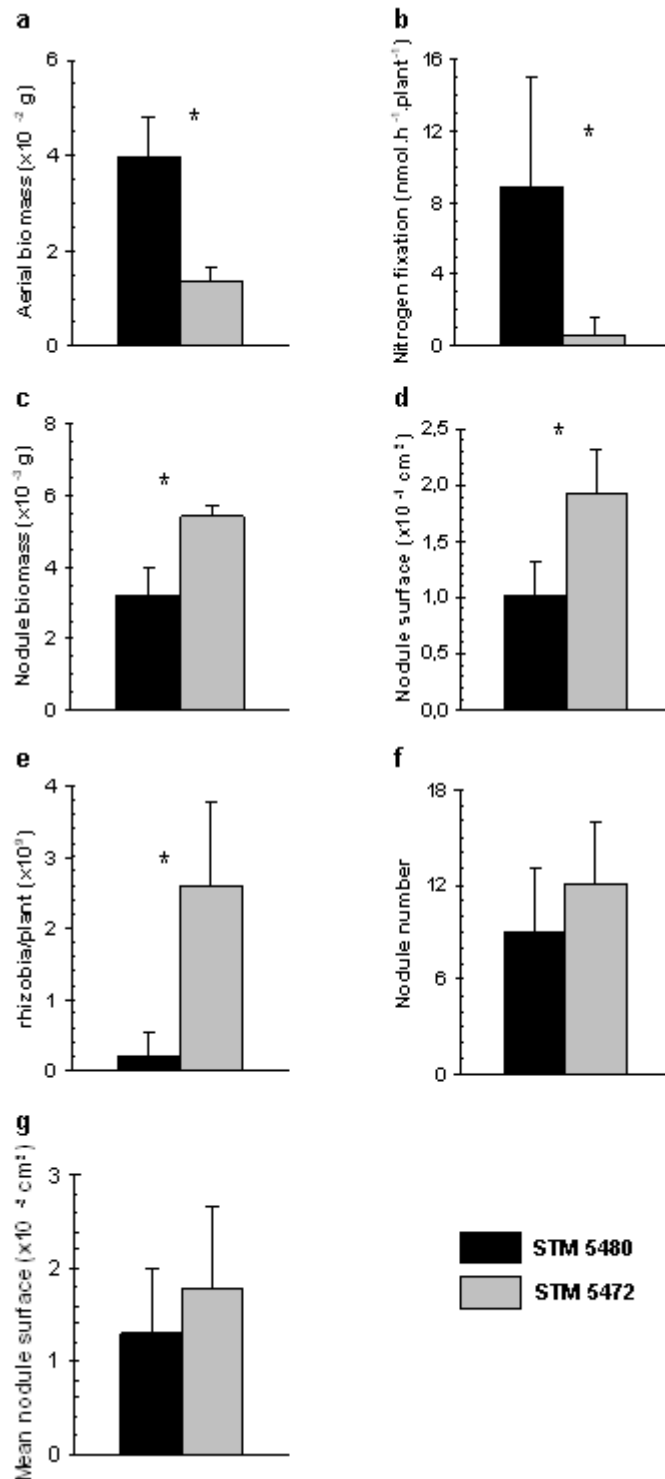 a
Aerial biomass (x10 ⁻² g)
6
4
2
0
*
b
Nitrogen fixation (nmol.h⁻¹.plant⁻¹)
16
12
8
4
0
*
c
Nodule biomass (x10 ⁻³ g)
8
6
4
2
0
*
d
Nodule surface (x10 ⁻¹ cm²)
2,5
2,0
1,5
1,0
0,5
0,0
*
e
rhizobia/plant (x10⁹)
4
3
2
1
0
*
f
Nodule number
18
12
6
0
g
Mean nodule surface (x10 ⁻² cm²)
3
2
1
0
STM 5480
STM 5472